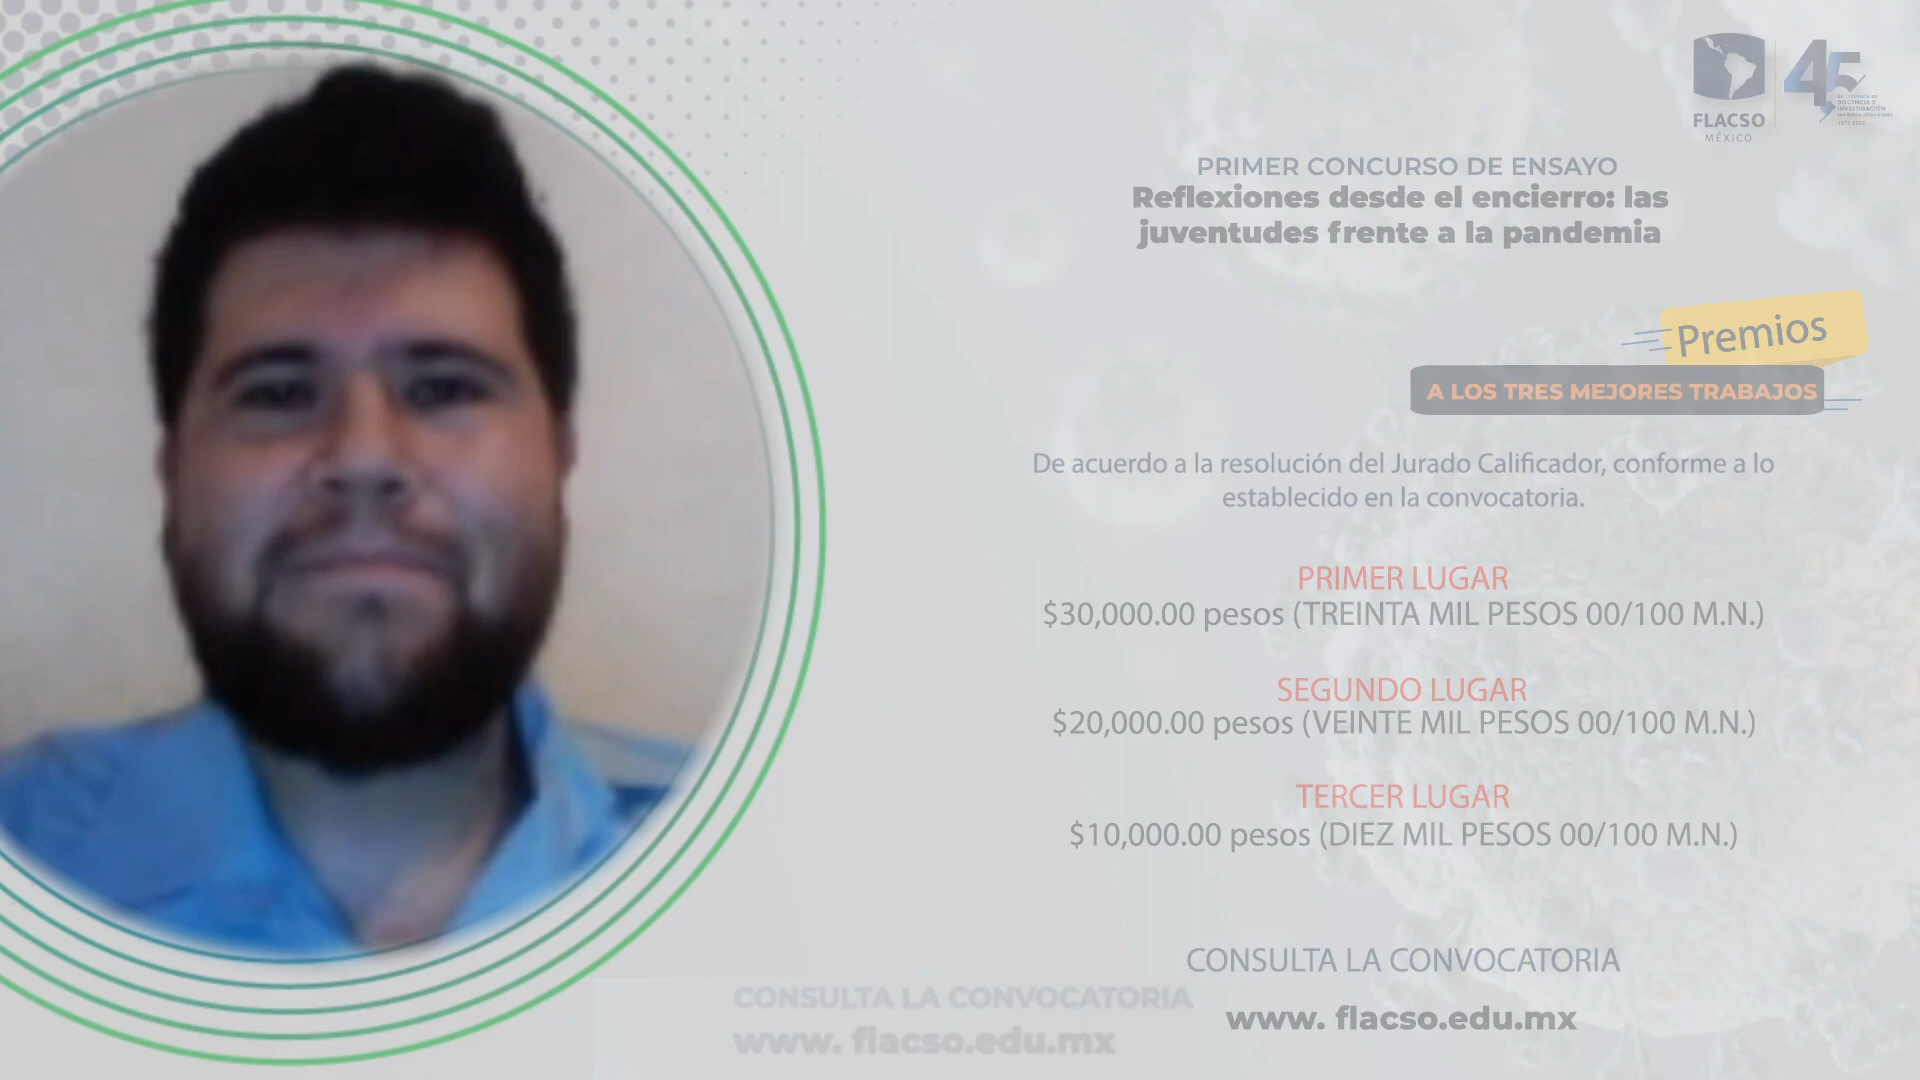 FLACSO
MÉXICO
45
DOCENCIA E
INVESTIGACIÓN
1975-2020
PRIMER CONCURSO DE ENSAYO
Reflexiones desde el encierro: las
juventudes frente a la pandemia
Premios
A LOS TRES MEJORES TRABAJOS
De acuerdo a la resolución del Jurado Calificador, conforme a lo
establecido en la convocatoria.
PRIMER LUGAR
$30,000.00 pesos (TREINTA MIL PESOS 00/100 M.N.)
SEGUNDO LUGAR
$20,000.00 pesos (VEINTE MIL PESOS 00/100 M.N.)
TERCER LUGAR
$10,000.00 pesos (DIEZ MIL PESOS 00/100 M.N.)
CONSULTA LA CONVOCATORIA
www. flacso.edu.mx
CONSULTA LA CONVOCATORIA
www. flacso.edu.mx